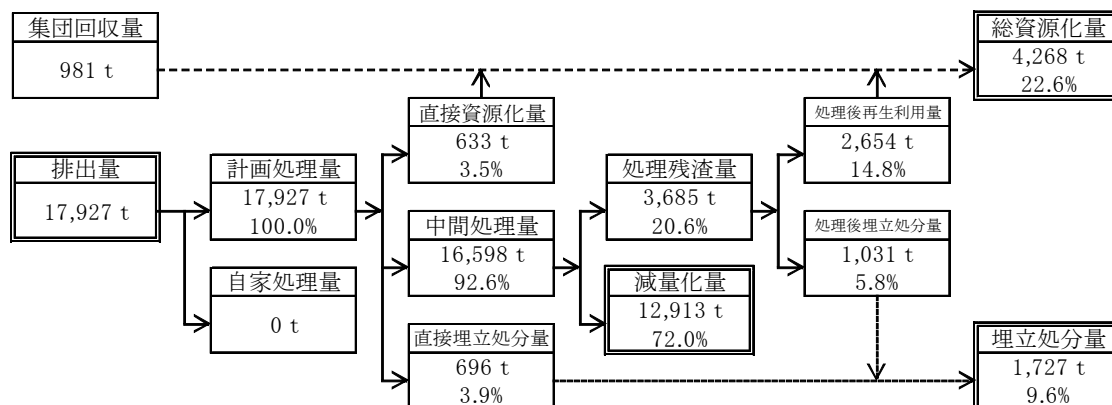 集団回収量
981 t
総資源化量
4,268 t
22.6%
直接資源化量
633 t
3.5%
処理後再生利用量
2,654 t
14.8%
排出量
17,927 t
計画処理量
17,927 t
100.0%
中間処理量
16,598 t
92.6%
処理残渣量
3,685 t
20.6%
処理後埋立処分量
1,031 t
5.8%
自家処理量
0 t
減量化量
12,913 t
72.0%
直接埋立処分量
696 t
3.9%
埋立処分量
1,727 t
9.6%